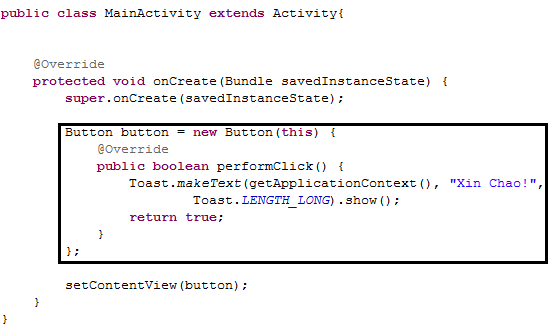 public class MainActivity extends Activity{
@Override
protected void onCreate(Bundle savedInstanceState) {
super.onCreate(savedInstanceState);
Button button = new Button(this) {
@Override
public boolean performClick() {
Toast.makeText(getApplicationContext(), "Xin Chao!",
Toast.LENGTH_LONG).show();
return true;
}
};
setContentView(button);
}
}